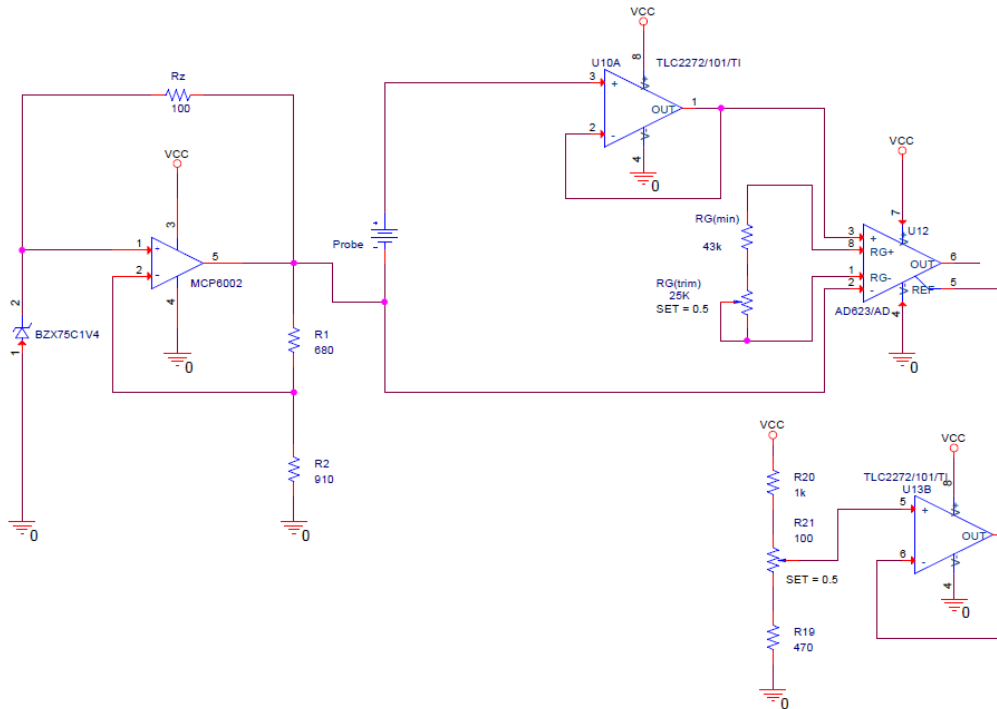 VCC
U10A
TLC2272/101/TI
8
V+
3
+
OUT
1
2
-
V-
4
0
Rz
100
VCC
3
1
+
5
2
-
MCP6002
4
0
2
BZX75C1V4
1
0
R1
680
R2
910
0
Probe
+
-
RG(min)
43k
RG(trim)
25K
SET = 0.5
VCC
7
U12
V+
3
+
8
RG+
OUT
6
1
RG-
5
2
-
REF
V-
4
AD623/AD
0
VCC
R20
1k
R21
100
SET = 0.5
R19
470
0
VCC
TLC2272/101/TI
U13B
8
V+
5
+
OUT
6
-
V-
4
0